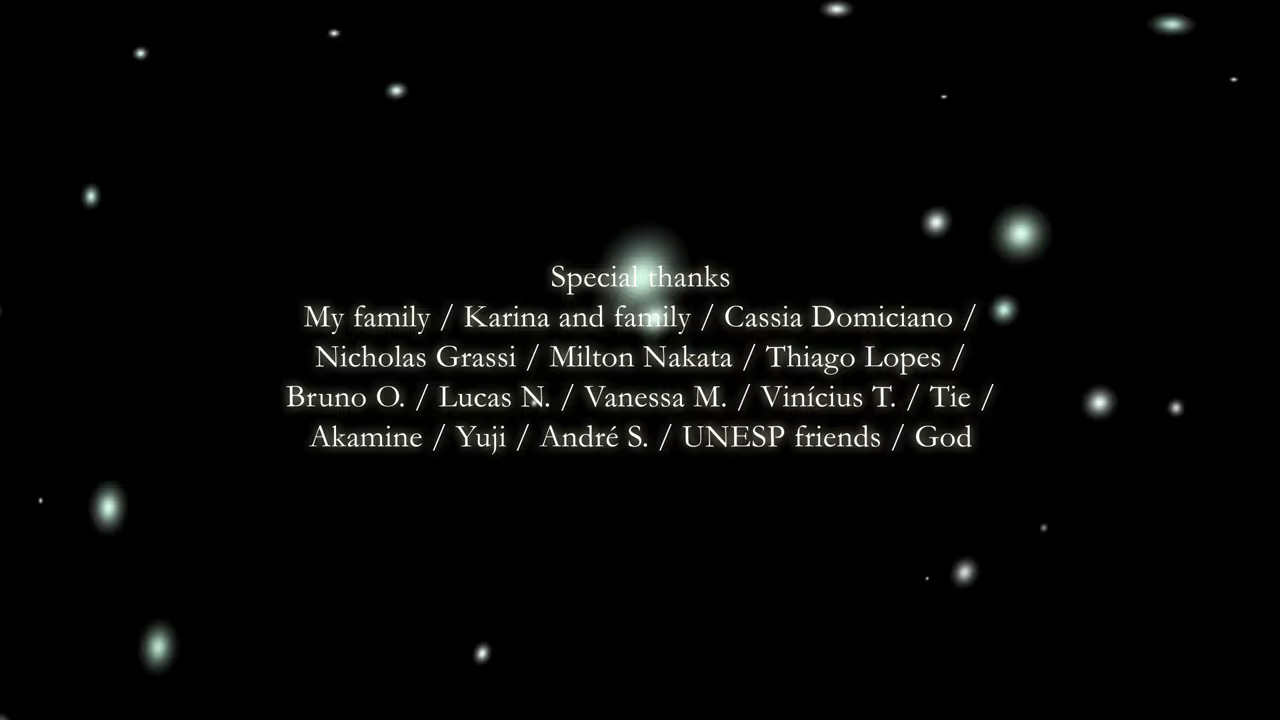 Special thanks
My family / Karina and family / Cassia Domiciano /
Nicholas Grassi / Milton Nakata / Thiago Lopes /
Bruno O. / Lucas N. / Vanessa M. / Vinícius T. / Tie /
Akamine / Yuji / André S. / UNESP friends / God